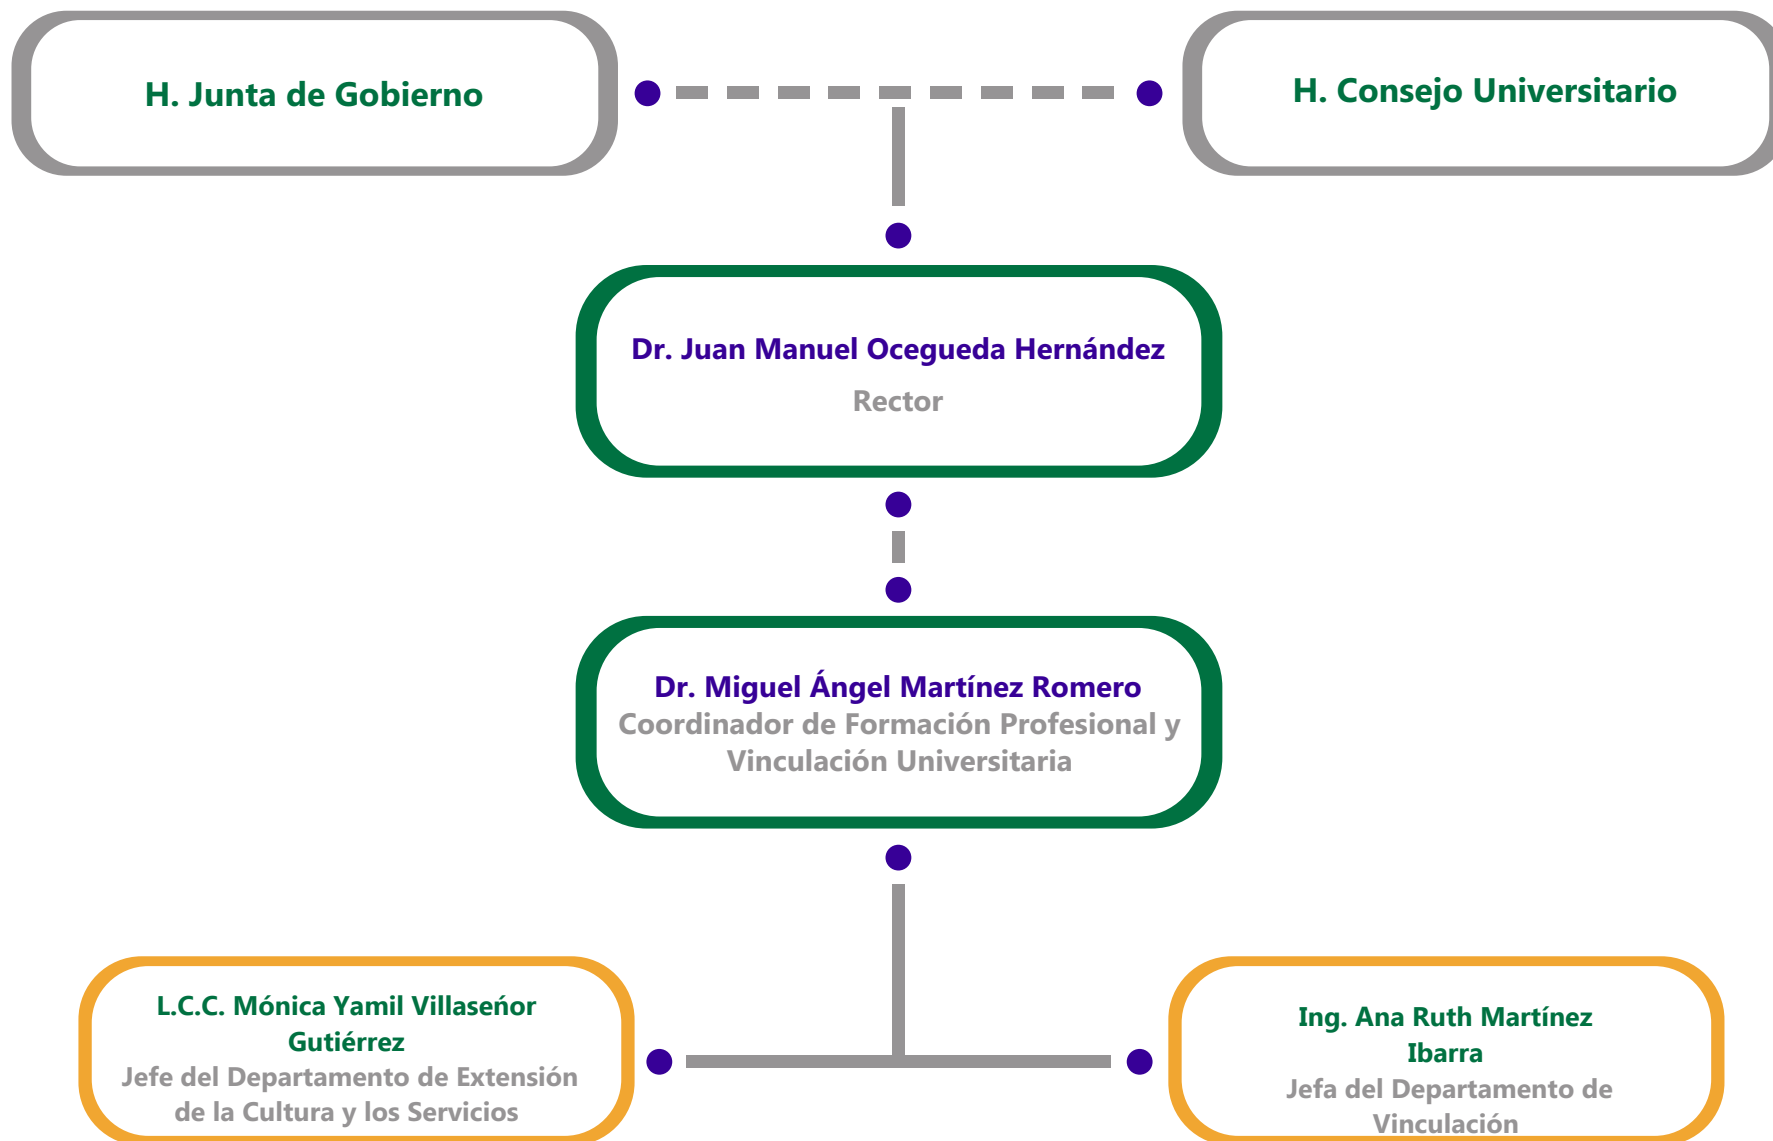 H. Junta de Gobierno
H. Consejo Universitario
Dr. Juan Manuel Ocegueda Hernández
Rector
Dr. Miguel Ángel Martínez Romero
Coordinador de Formación Profesional y
Vinculación Universitaria
L.C.C. Mónica Yamil Villaseńor
Gutiérrez
Jefe del Departamento de Extensión
de la Cultura y los Servicios
Ing. Ana Ruth Martínez
Ibarra
Jefa del Departamento de
Vinculación